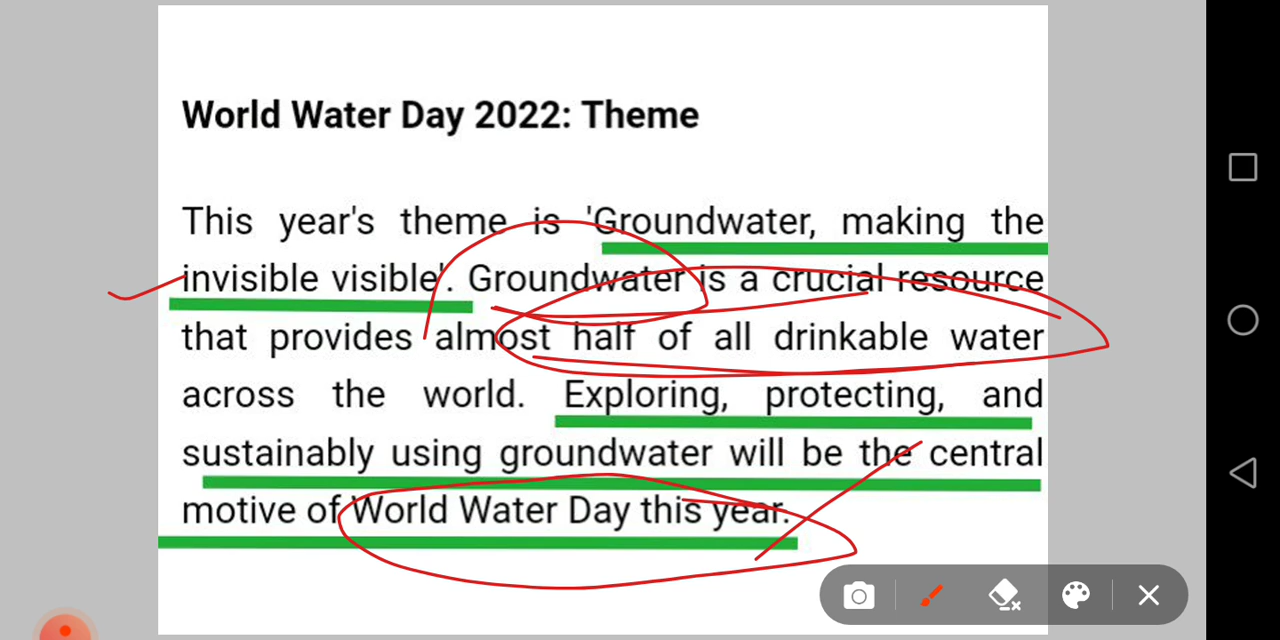 World Water Day 2022: Theme
This year's theme is 'Groundwater, making the
invisible visible'. Groundwater is a crucial resource
that provides almost half of all drinkable water
across the world. Exploring, protecting, and
sustainably using groundwater will be the central
motive of World Water Day this year.